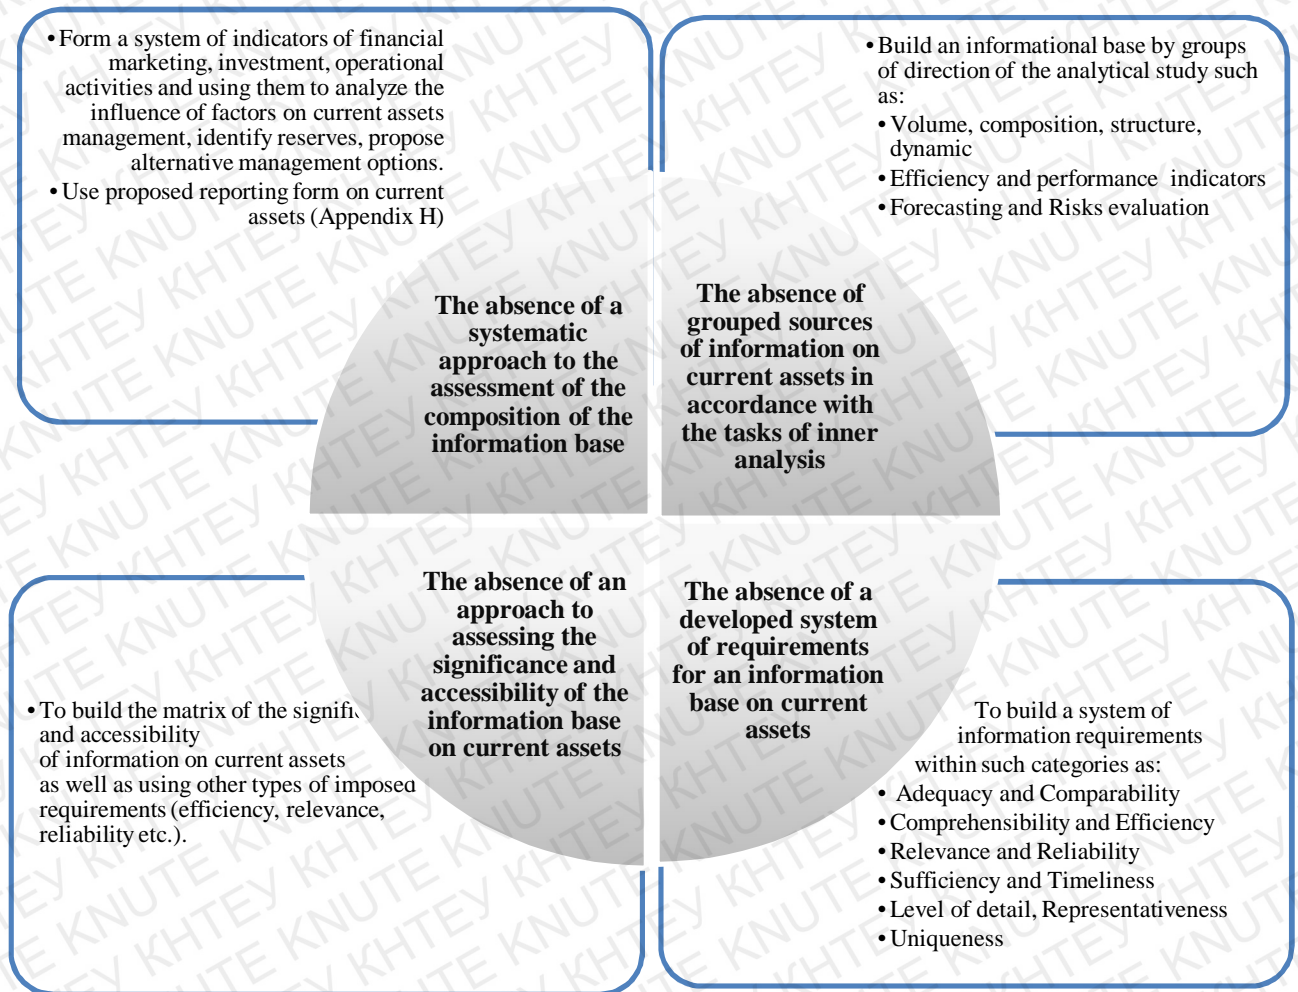 • Form a system of indicators of financial
marketing, investment, operational
activities and using them to analyze the
influence of factors on current assets
management, identify reserves, propose
alternative management options.
• Use proposed reporting form on current
assets (Appendix H)
• Build an informational base by groups
of direction of the analytical study such
as:
• Volume, composition, structure,
dynamic
• Efficiency and performance indicators
• Forecasting and Risks evaluation
The absence of a
systematic
approach to the
assessment of the
composition of the
information base
The absence of
grouped sources
of information on
current assets in
accordance with
the tasks of inner
analysis
The absence of an
approach to
assessing the
significance and
accessibility of the
information base
on current assets
The absence of a
developed system
of requirements
for an information
base on current
assets
• To build the matrix of the
and accessibility
of information on current assets
as well as using other types of imposed
requirements (efficiency, relevance,
reliability etc.).
To build a system of
information requirements
within such categories as:
• Adequacy and Comparability
• Comprehensibility and Efficiency
• Relevance and Reliability
• Sufficiency and Timeliness
• Level of detail, Representativeness
• Uniqueness